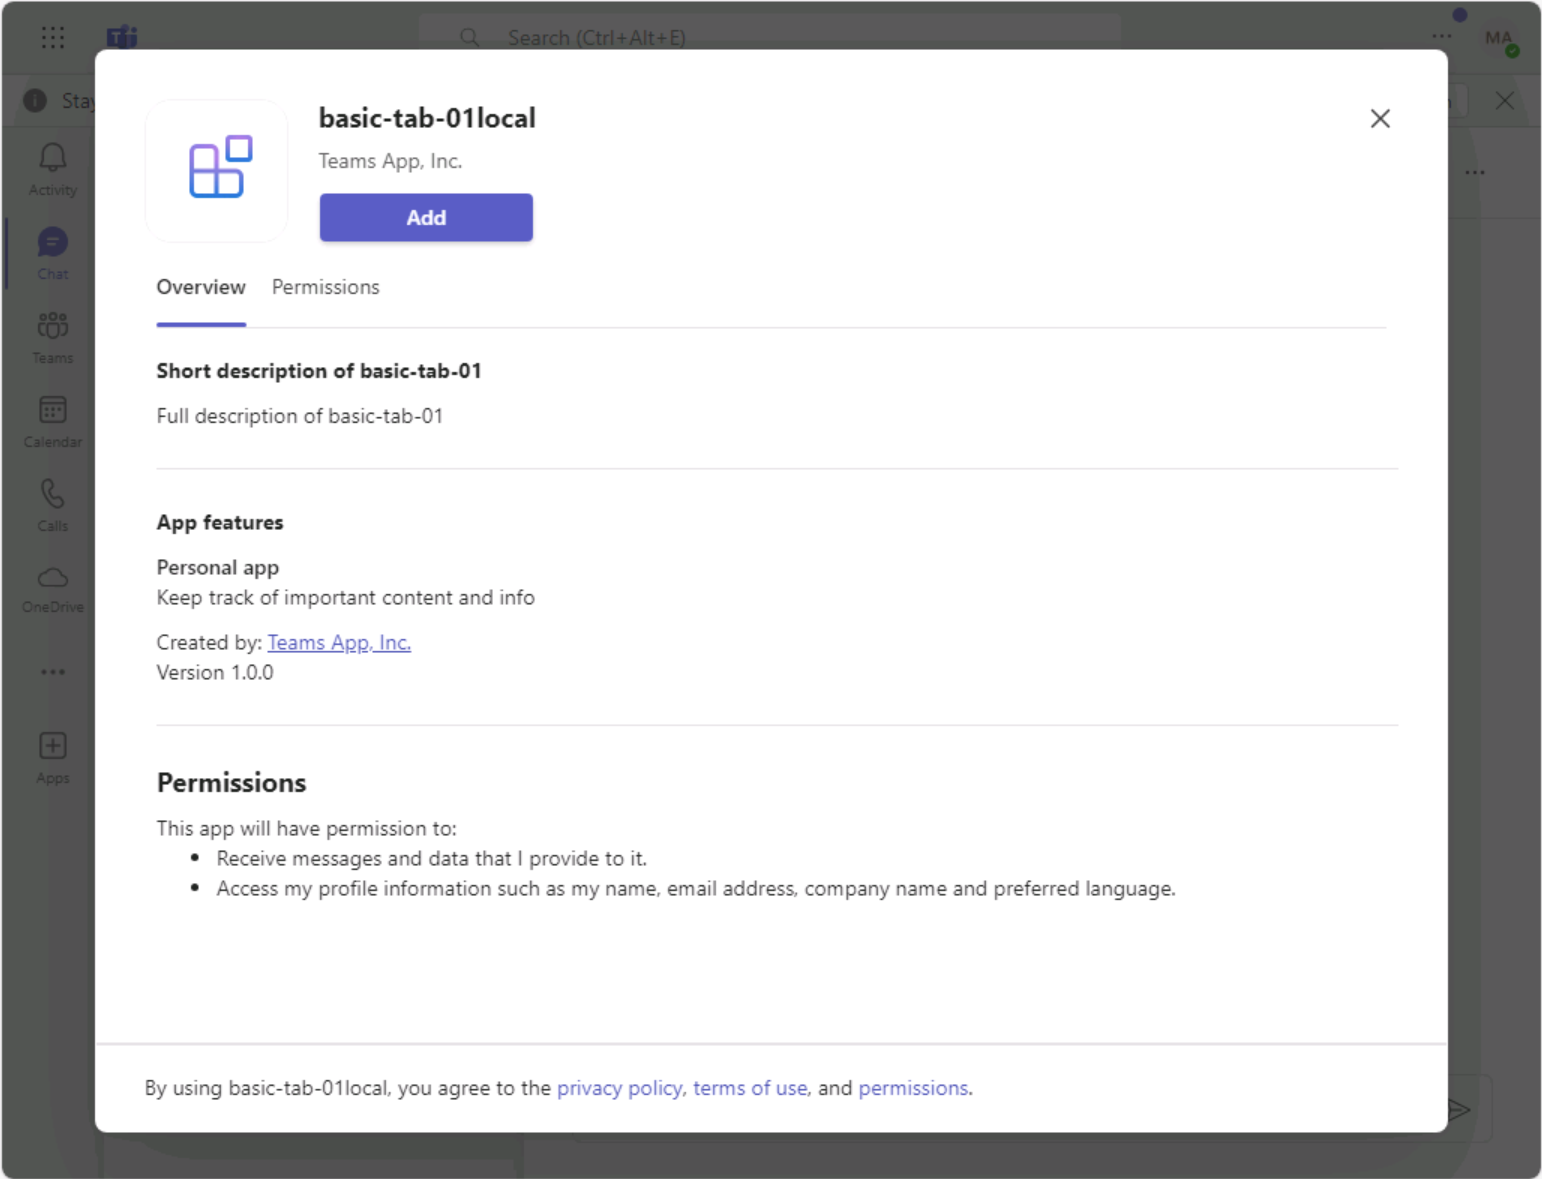 Search (Ctrl+Alt+E)
MA
Stay
Activity
Chat
Teams
Calendar
Calls
OneDrive
Apps
basic-tab-01local
Teams App, Inc.
Add
Overview
Permissions
Short description of basic-tab-01
Full description of basic-tab-01
App features
Personal app
Keep track of important content and info
Created by: Teams App, Inc.
Version 1.0.0
Permissions
This app will have permission to:
• Receive messages and data that I provide to it.
• Access my profile information such as my name, email address, company name and preferred language.
By using basic-tab-01local, you agree to the privacy policy, terms of use, and permissions.